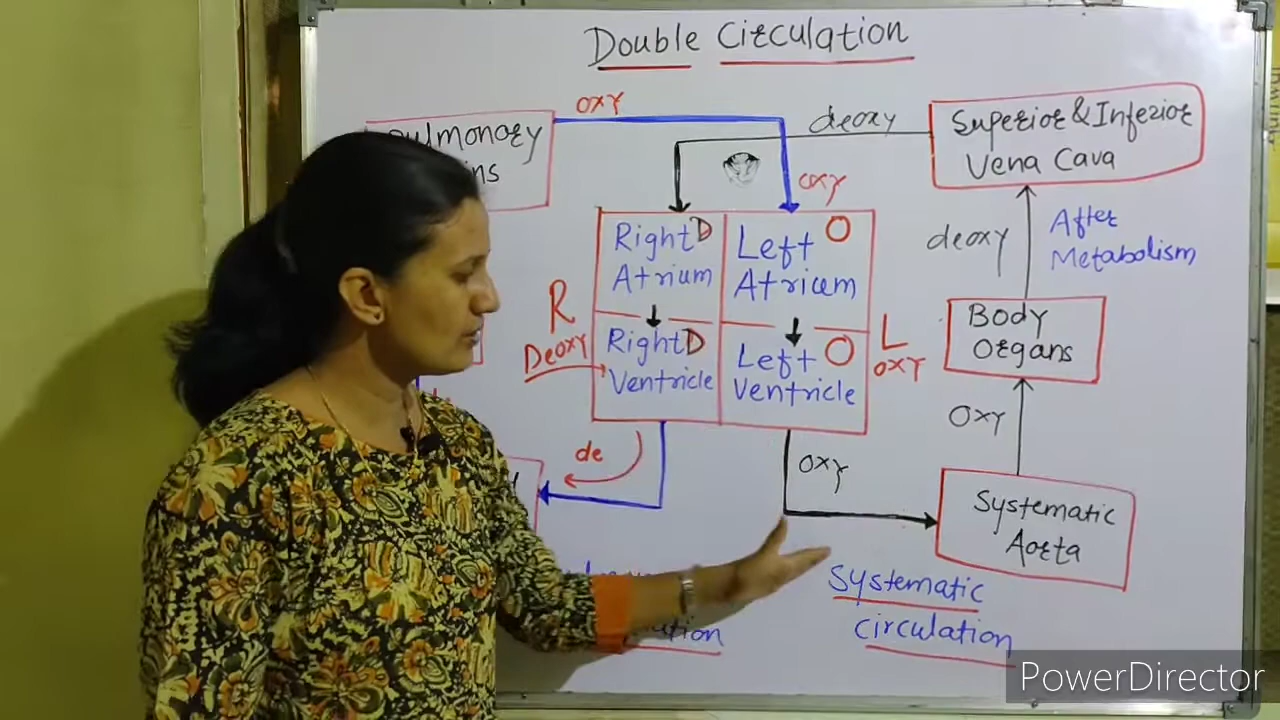 Double Circulation
oxy
deoxy
Pulmonary
Superior & Inferior
Vena Cava
oxy
deoxy
After
Metabolism
Right D
Atrium
Left O
Atrium
R
Deoxy
Right D
Ventricle
Left O
Ventricle
L
oxy
Body
Organs
oxy
de
oxy
Systematic
Aorta
Systematic
circulation
PowerDirector